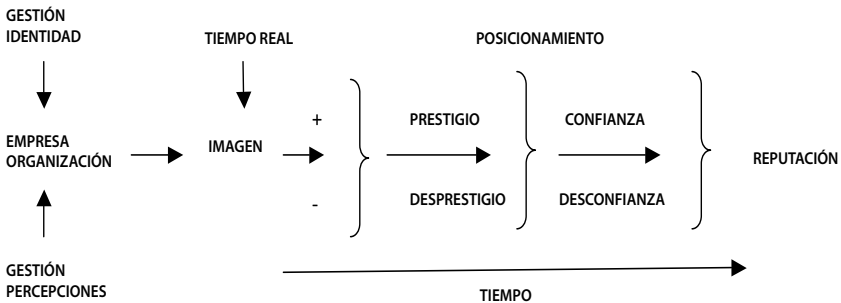 GESTIÓN
IDENTIDAD
TIEMPO REAL
POSICIONAMIENTO
+
PRESTIGIO
CONFIANZA
EMPRESA
ORGANIZACIÓN
IMAGEN
REPUTACIÓN
-
DESPRESTIGIO
DESCONFIANZA
GESTIÓN
PERCEPCIONES
TIEMPO